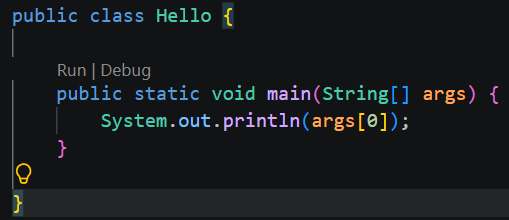 public class Hello {
Run | Debug
public static void main(String[] args) {
System.out.println(args[0]);
}
}